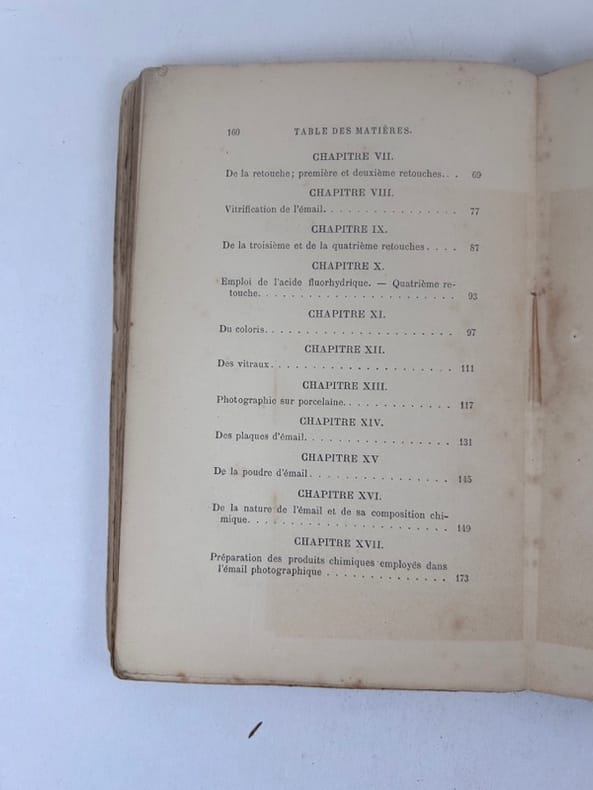 160 TABLE DES MATIÈRES.
CHAPITRE VII.
De la retouche; première et deuxième retouches. . . 69
CHAPITRE VIII.
Vitrification de l'émail. . . . . . . . . . . . . . . . 77
CHAPITRE IX.
De la troisième et de la quatrième retouches . . . . 87
CHAPITRE X.
Emploi de l'acide fluorhydrique. — Quatrième re-
touche. . . . . . . . . . . . . . . . . . . . . . . . 93
CHAPITRE XI.
Du coloris. . . . . . . . . . . . . . . . . . . . . . . 97
CHAPITRE XII.
Des vitraux. . . . . . . . . . . . . . . . . . . . . . 111
CHAPITRE XIII.
Photographie sur porcelaine. . . . . . . . . . . . . 117
CHAPITRE XIV.
Des plaques d'émail. . . . . . . . . . . . . . . . . . 131
CHAPITRE XV
De la poudre d'émail . . . . . . . . . . . . . . . . . 145
CHAPITRE XVI.
De la nature de l'émail et de sa composition chi-
mique. . . . . . . . . . . . . . . . . . . . . . . . . 149
CHAPITRE XVII.
Préparation des produits chimiques employés dans
l'émail photographique . . . . . . . . . . . . . . . 173